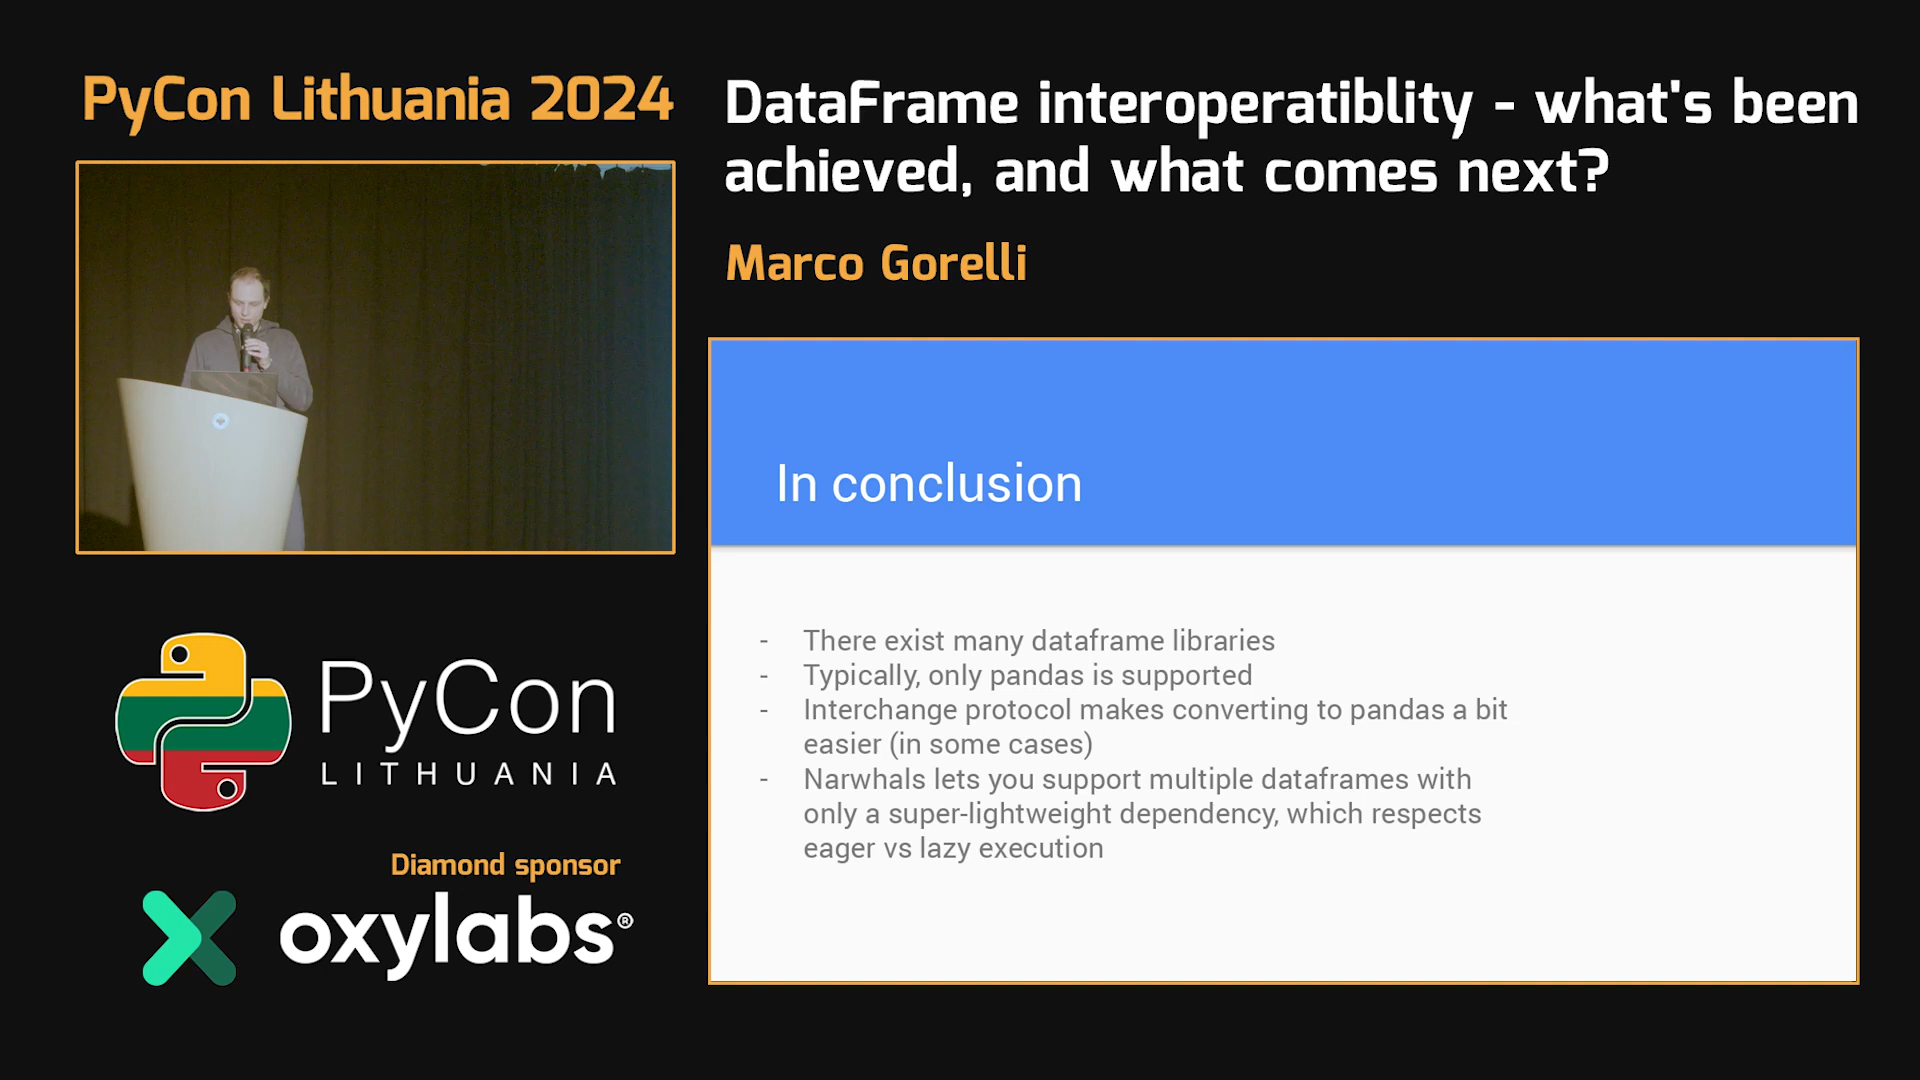 PyCon Lithuania 2024
DataFrame interoperatiblity - what's been
achieved, and what comes next?
Marco Gorelli
In conclusion
- There exist many dataframe libraries
- Typically, only pandas is supported
- Interchange protocol makes converting to pandas a bit
easier (in some cases)
- Narwhals lets you support multiple dataframes with
only a super-lightweight dependency, which respects
eager vs lazy execution
PyCon
LITHUANIA
Diamond sponsor
oxylabs®